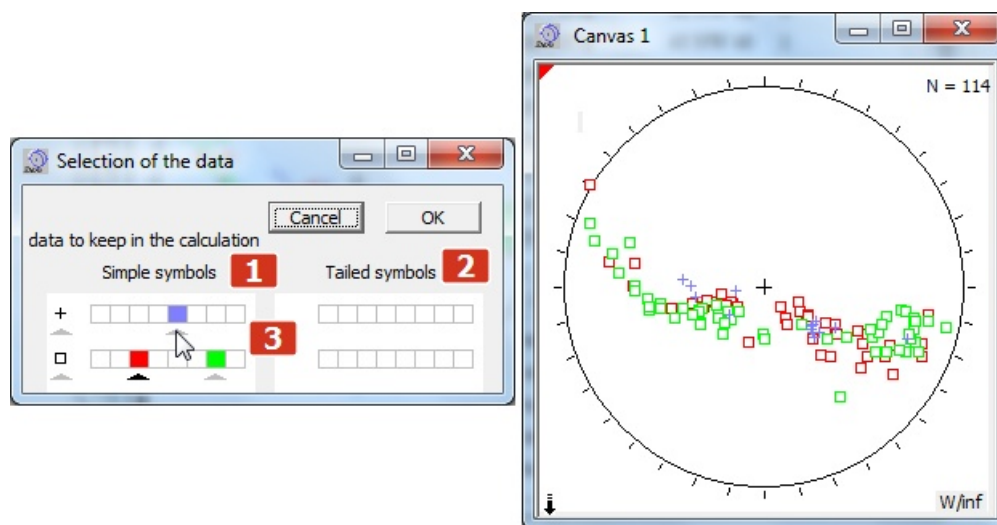 Selection of the data
Cancel
OK
data to keep in the calculation
Simple symbols
1
Tailed symbols
2
3
Canvas 1
N = 114
W/inf